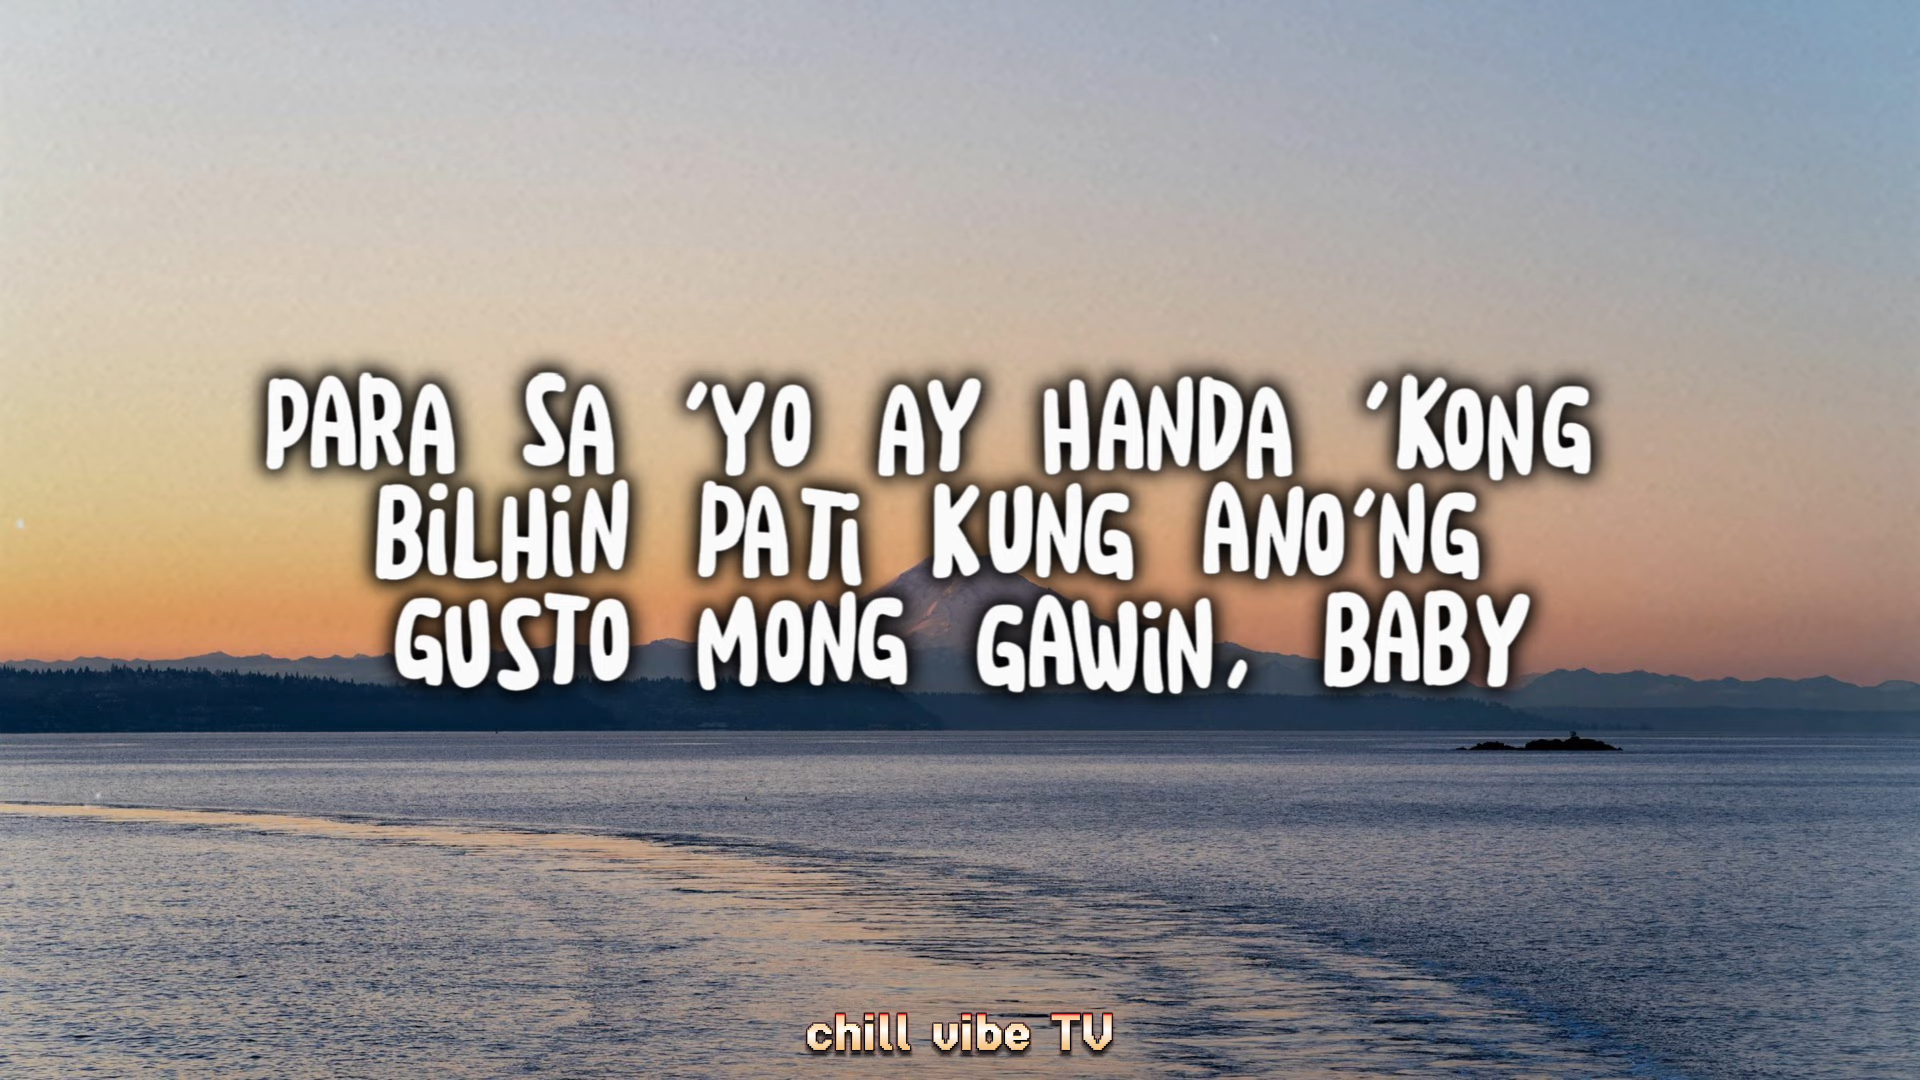 PARA SA 'YO AY HANDA 'KONG
BiLHiN PATi KUNG ANO'NG
GUSTO MONG GAWiN, BABY
chill vibe TV